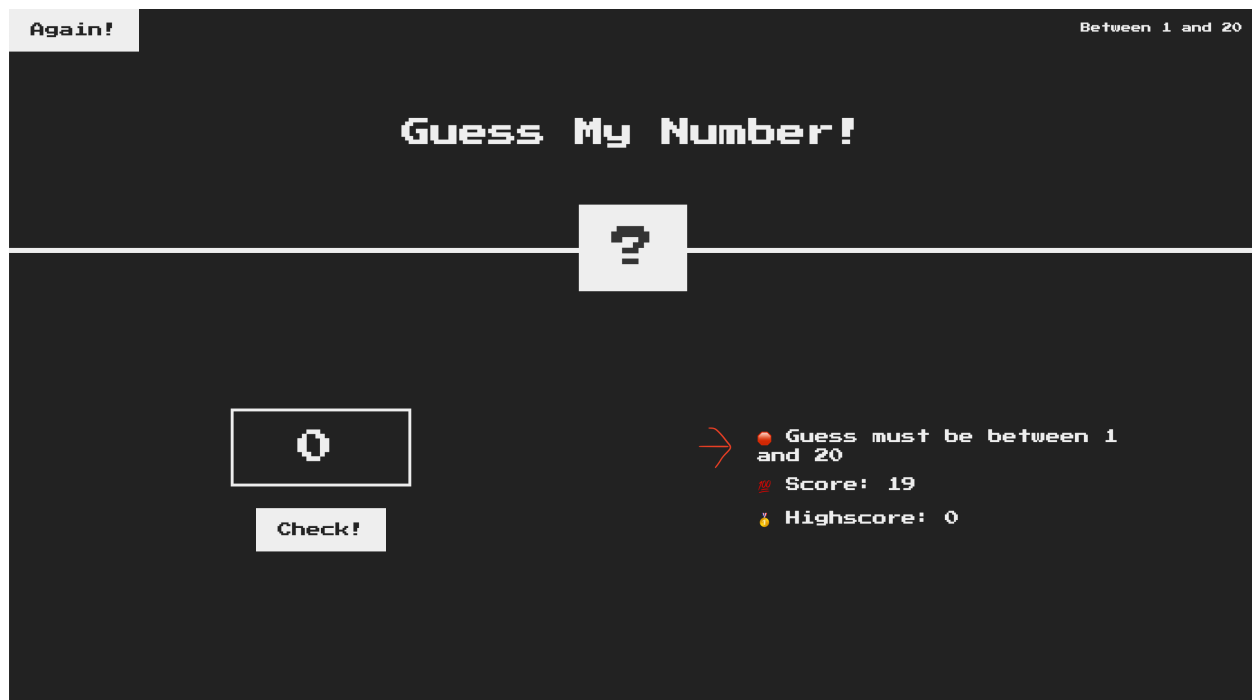 Again!
Between 1 and 20
Guess My Number!
?
0
Check!
🔴 Guess must be between 1
and 20
💯 Score: 19
🥇 Highscore: 0